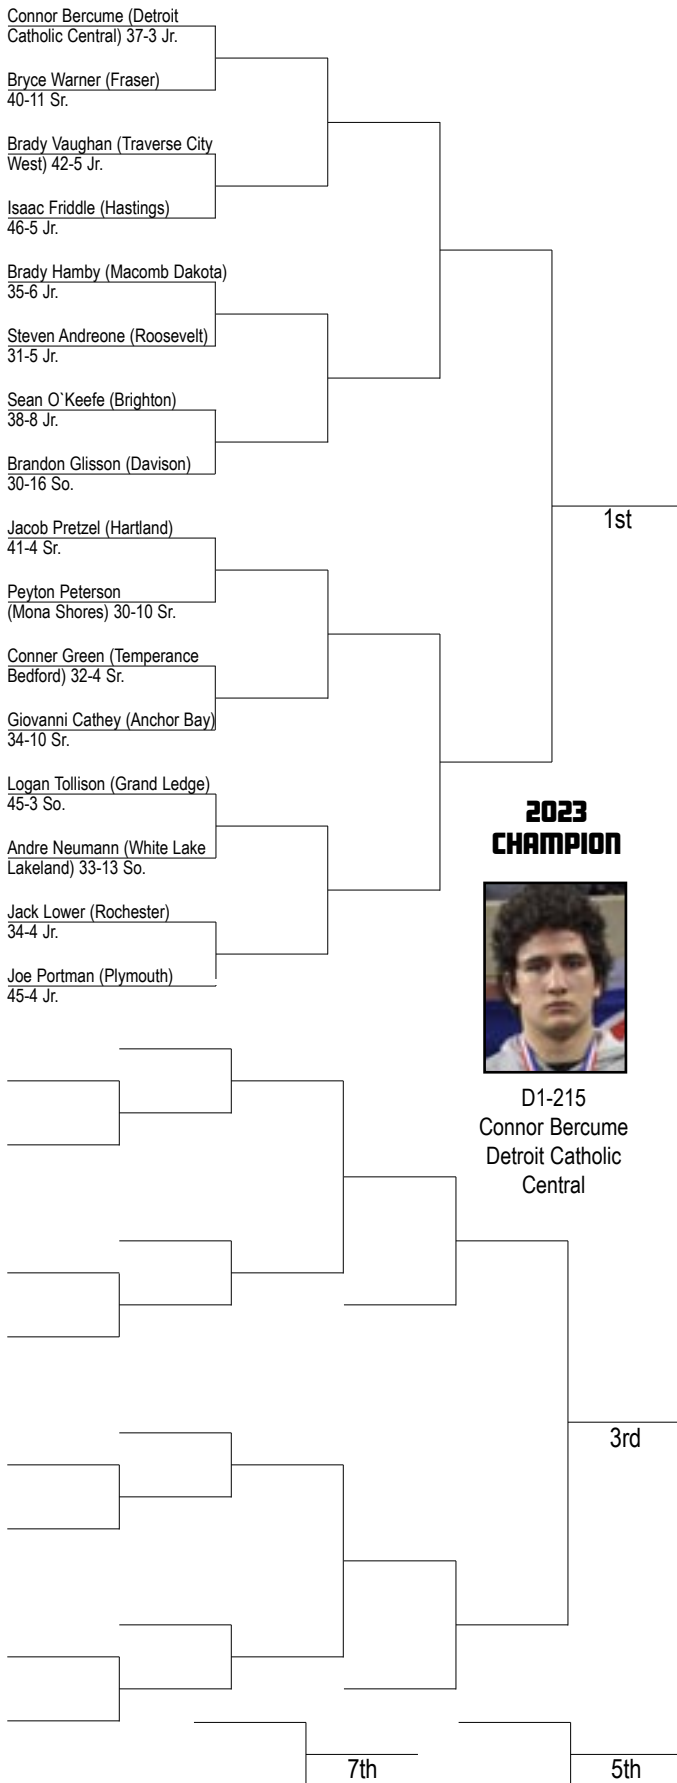 Connor Bercume (Detroit
Catholic Central) 37-3 Jr.
Bryce Warner (Fraser)
40-11 Sr.
Brady Vaughan (Traverse City
West) 42-5 Jr.
Isaac Friddle (Hastings)
46-5 Jr.
Brady Hamby (Macomb Dakota)
35-6 Jr.
Steven Andreone (Roosevelt)
31-5 Jr.
Sean O`Keefe (Brighton)
38-8 Jr.
Brandon Glisson (Davison)
30-16 So.
Jacob Pretzel (Hartland)
41-4 Sr.
Peyton Peterson
(Mona Shores) 30-10 Sr.
Conner Green (Temperance
Bedford) 32-4 Sr.
Giovanni Cathey (Anchor Bay)
34-10 Sr.
Logan Tollison (Grand Ledge)
45-3 So.
Andre Neumann (White Lake
Lakeland) 33-13 So.
Jack Lower (Rochester)
34-4 Jr.
Joe Portman (Plymouth)
45-4 Jr.
1st
2023
CHAMPION
D1-215
Connor Bercume
Detroit Catholic
Central
3rd
7th
5th